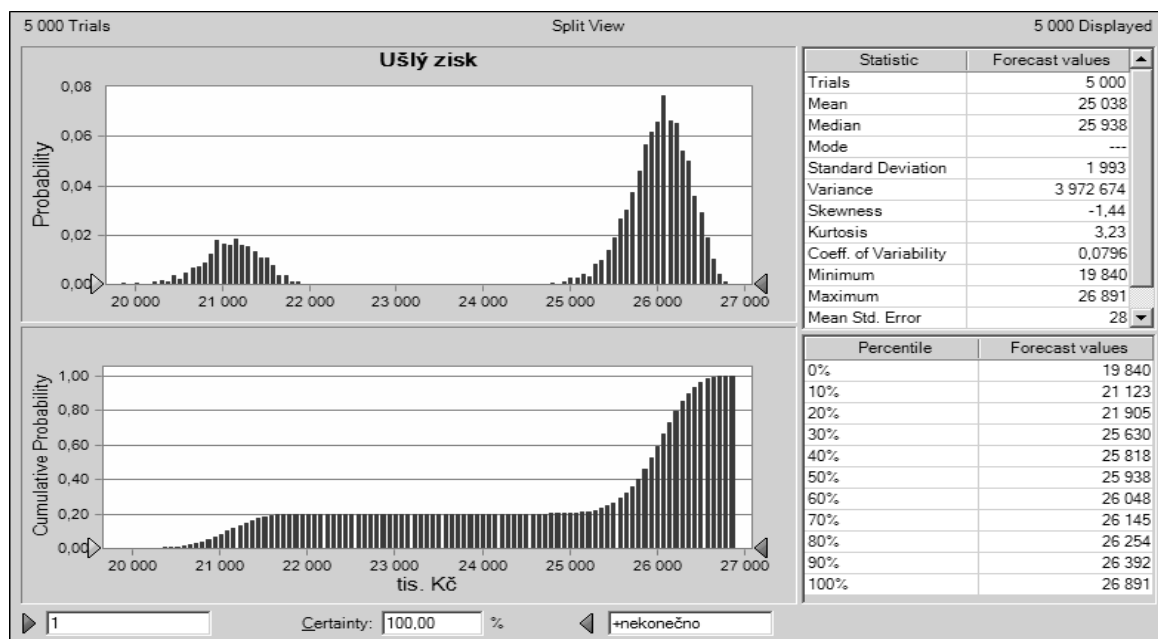 5 000 Trials Split View 5 000 Displayed
Ušlý zisk
Probability
0,08
0,06
0,04
0,02
0,00
20 000 21 000 22 000 23 000 24 000 25 000 26 000 27 000
Cumulative Probability
1,00
0,80
0,60
0,40
0,20
0,00
20 000 21 000 22 000 23 000 24 000 25 000 26 000 27 000
tis. Kč
Statistic Forecast values
Trials 5 000
Mean 25 038
Median 25 938
Mode ---
Standard Deviation 1 993
Variance 3 972 674
Skewness -1,44
Kurtosis 3,23
Coeff. of Variability 0,0796
Minimum 19 840
Maximum 26 891
Mean Std. Error 28
Percentile Forecast values
0% 19 840
10% 21 123
20% 21 905
30% 25 630
40% 25 818
50% 25 938
60% 26 048
70% 26 145
80% 26 254
90% 26 392
100% 26 891
1 Certainty: 100,00 % +nekonečno